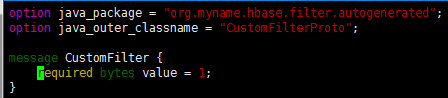 option java_package = "org.myname.hbase.filter.autogenerated";
option java_outer_classname = "CustomFilterProto";
message CustomFilter {
required bytes value = 1;
}